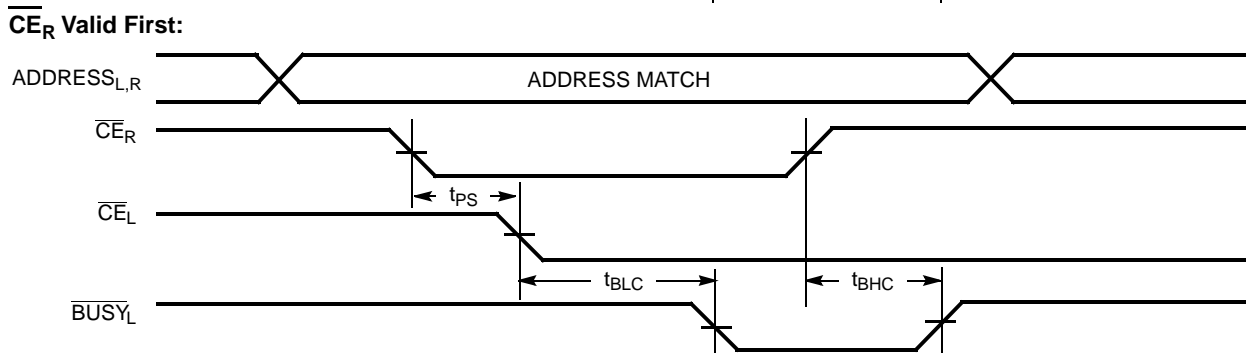 CE_R Valid First:
ADDRESS_L,R
ADDRESS MATCH
CE_R
t_PS
CE_L
t_BLC
t_BHC
BUSY_L